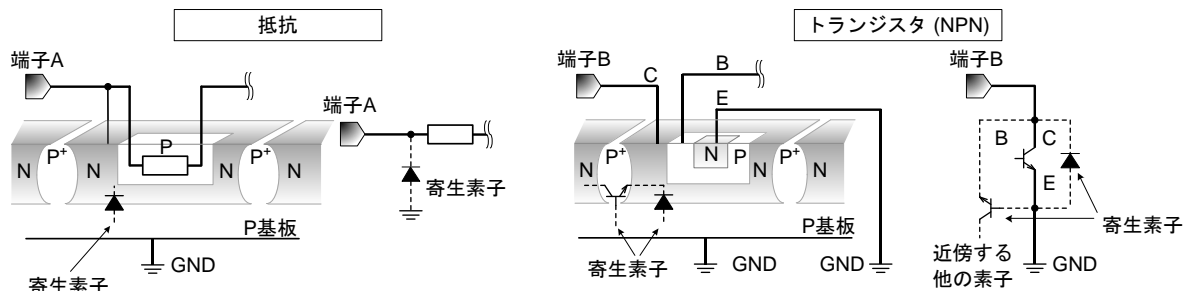 抵抗
端子A
P
N
P+
N
N
P+
N
寄生素子
P基板
GND
端子A
寄生素子
トランジスタ (NPN)
端子B
C
B
E
N
P+
N
N
P
N
P+
N
P基板
寄生素子
GND
GND
端子B
B
C
E
寄生素子
近傍する
他の素子
GND